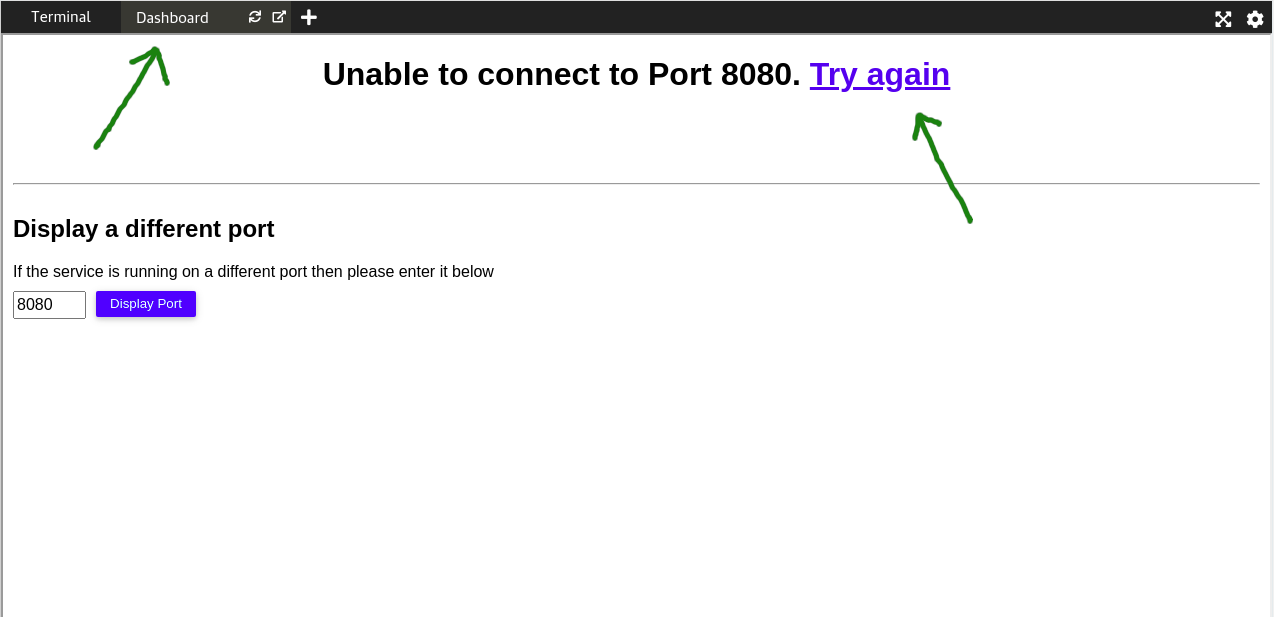 Terminal Dashboard
Unable to connect to Port 8080. Try again
Display a different port
If the service is running on a different port then please enter it below
8080 Display Port